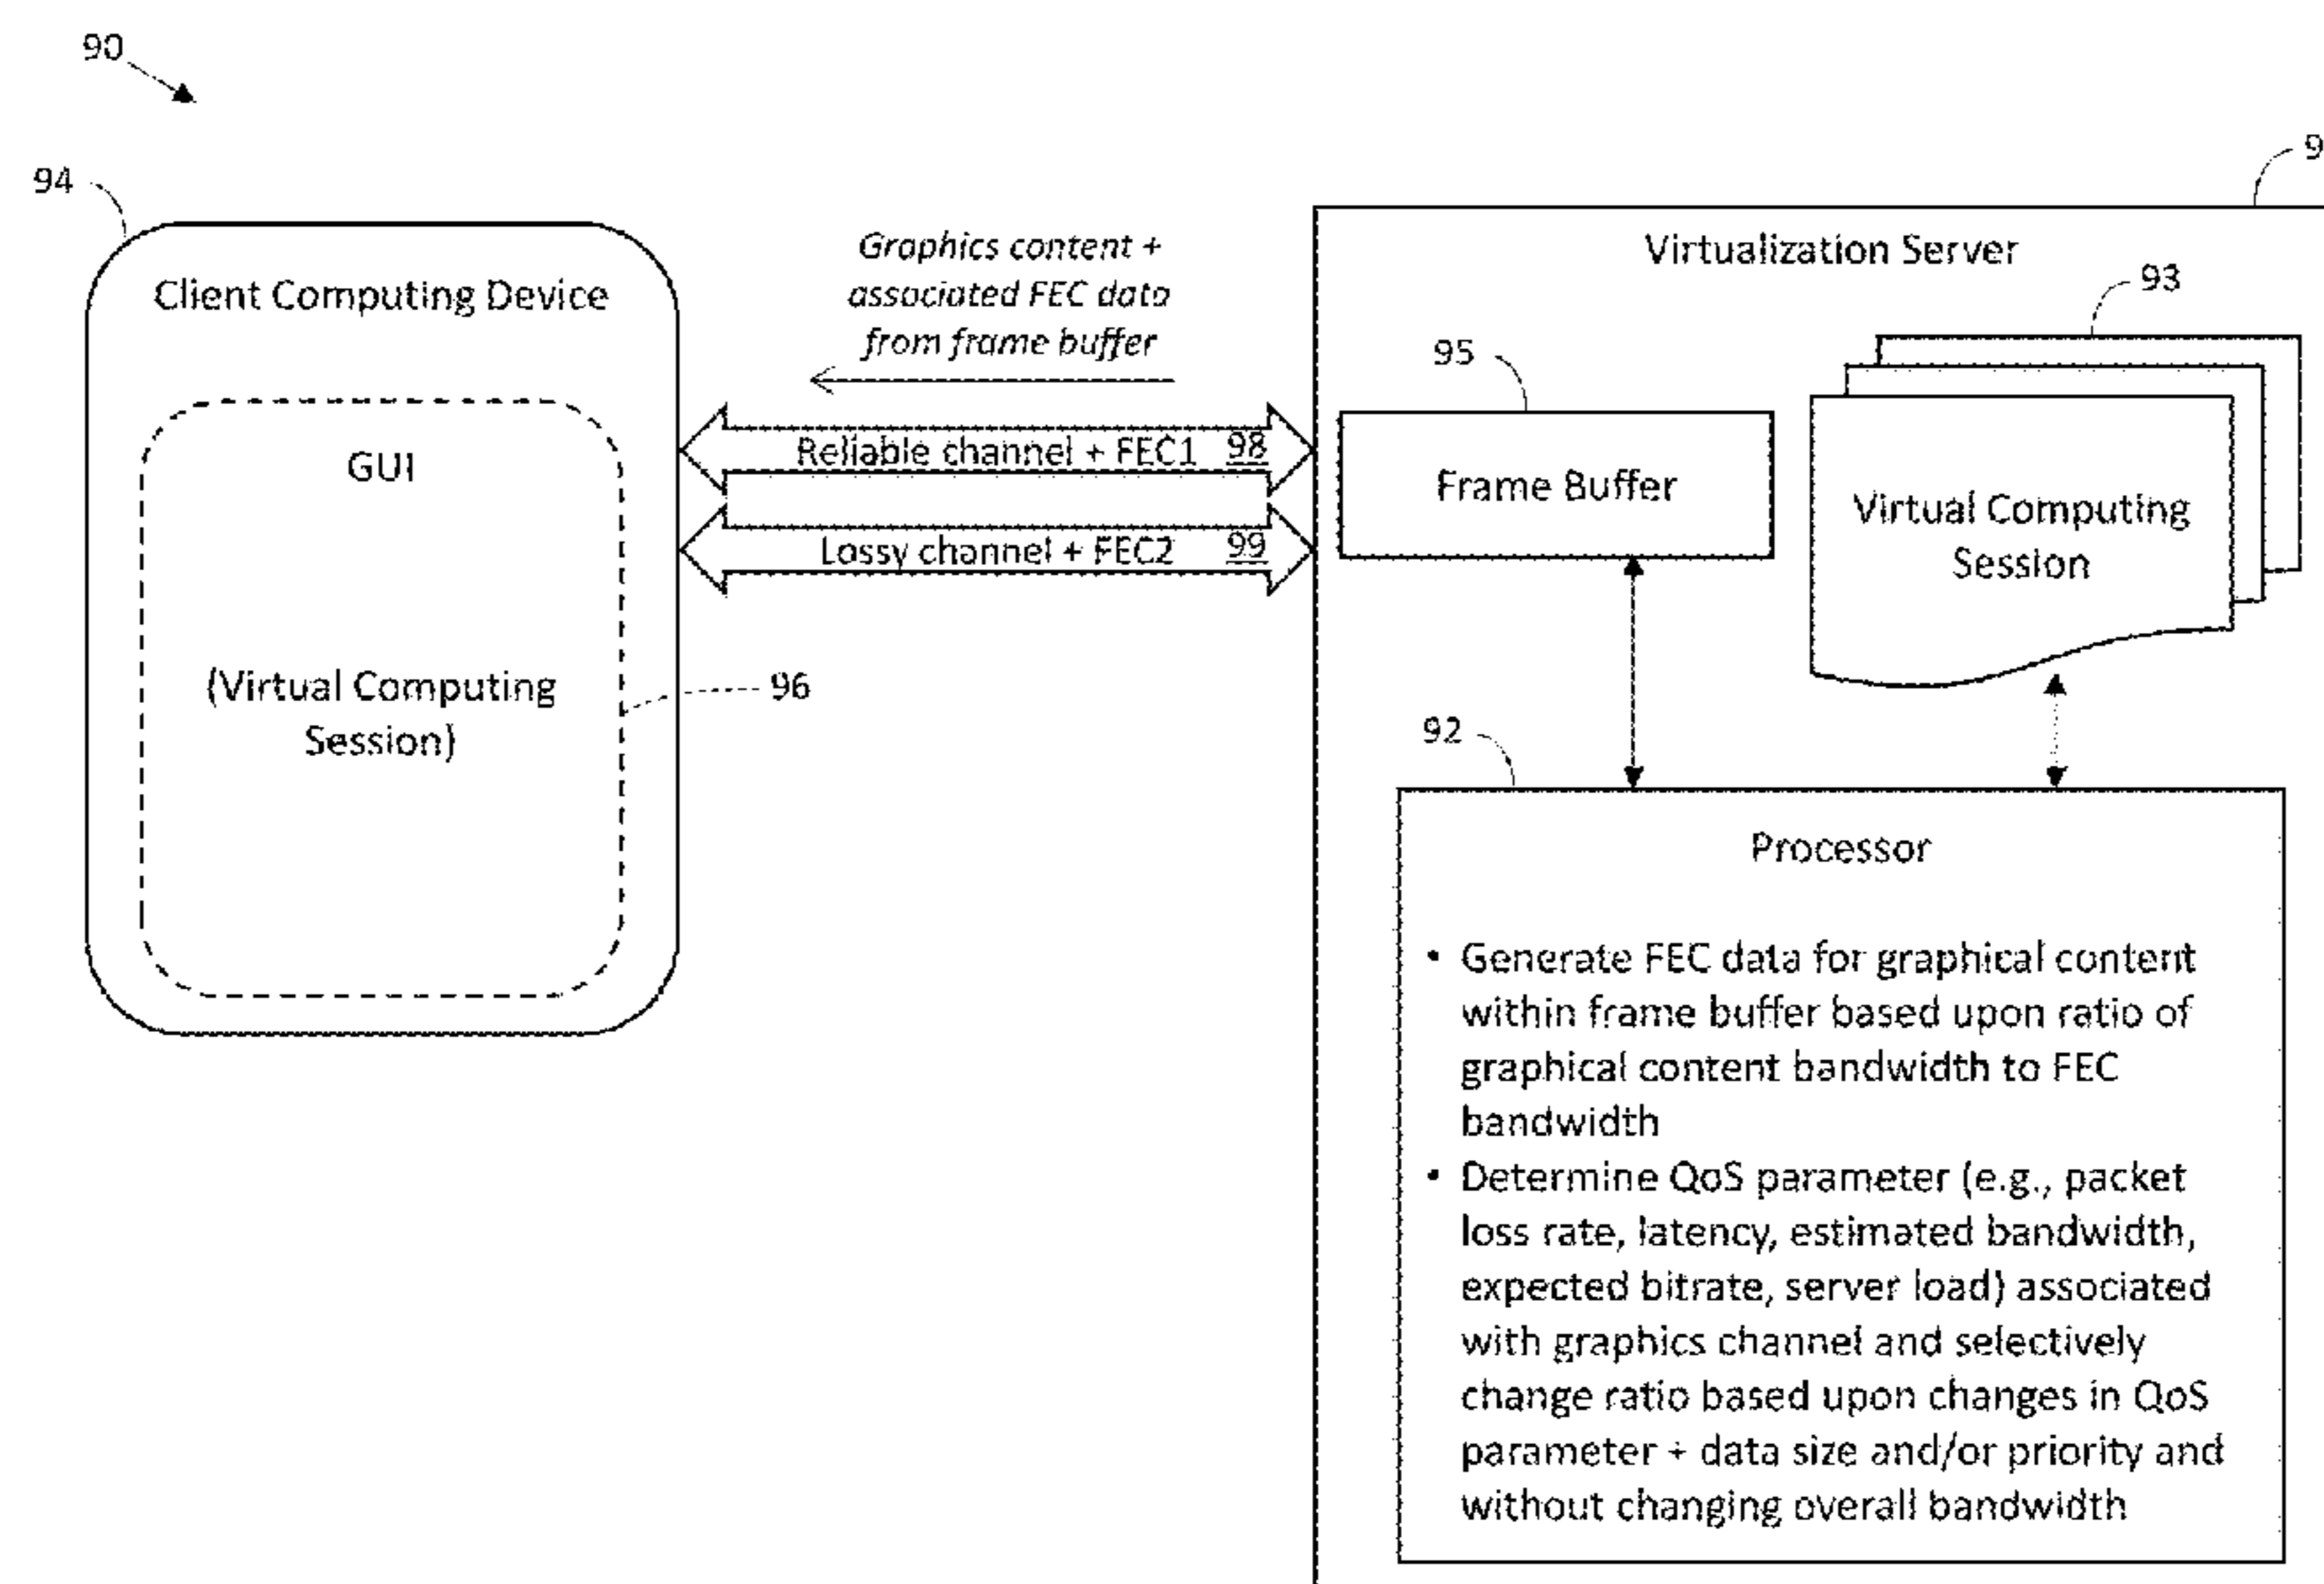 90
94
Client Computing Device
GUI
(Virtual Computing
Session)
96
Graphics content +
associated FEC data
from frame buffer
Reliable channel + FEC1 98
Lossy channel + FEC2 99
9
Virtualization Server
93
95
Frame Buffer
Virtual Computing
Session
92
Processor
• Generate FEC data for graphical content
within frame buffer based upon ratio of
graphical content bandwidth to FEC
bandwidth
• Determine QoS parameter (e.g., packet
loss rate, latency, estimated bandwidth,
expected bitrate, server load) associated
with graphics channel and selectively
change ratio based upon changes in QoS
parameter + data size and/or priority and
without changing overall bandwidth